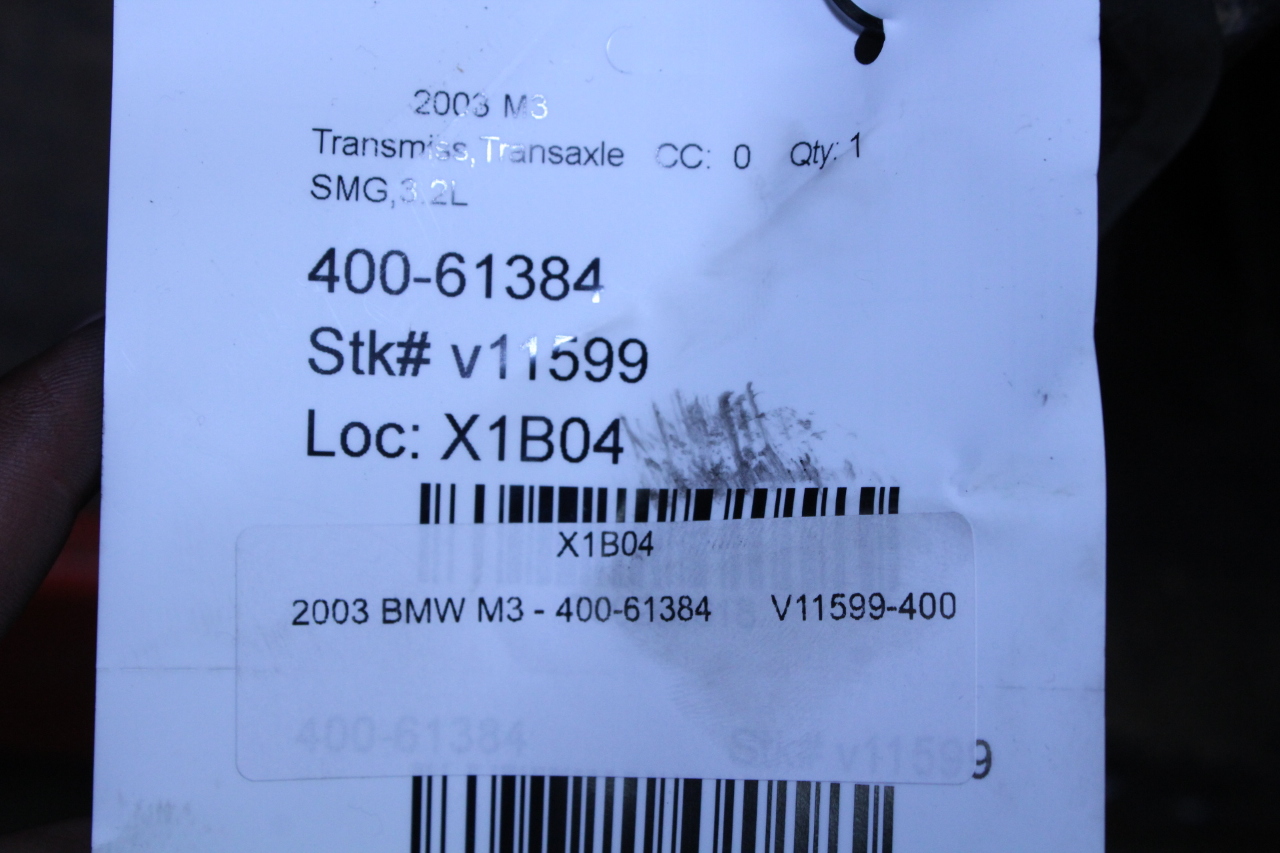 2003 M3
Transmiss,Transaxle CC: 0 Qty: 1
SMG,3.2L
400-61384
Stk# v11599
Loc: X1B04
X1B04
2003 BMW M3 - 400-61384 V11599-400
400-61384 Stk# v11599